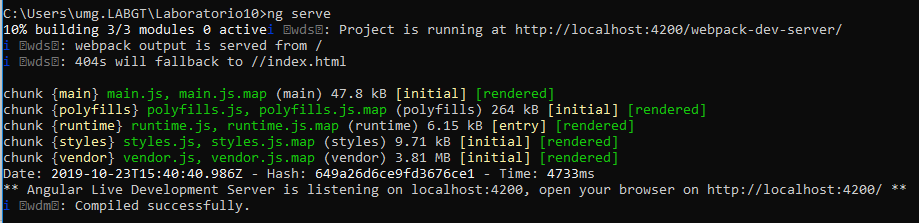 C:\Users\umg.LABGT\Laboratorio10>ng serve
10% building 3/3 modules 0 activei ｢wds｣: Project is running at http://localhost:4200/webpack-dev-server/
i ｢wds｣: webpack output is served from /
i ｢wds｣: 404s will fallback to //index.html
chunk {main} main.js, main.js.map (main) 47.8 kB [initial] [rendered]
chunk {polyfills} polyfills.js, polyfills.js.map (polyfills) 264 kB [initial] [rendered]
chunk {runtime} runtime.js, runtime.js.map (runtime) 6.15 kB [entry] [rendered]
chunk {styles} styles.js, styles.js.map (styles) 9.71 kB [initial] [rendered]
chunk {vendor} vendor.js, vendor.js.map (vendor) 3.81 MB [initial] [rendered]
Date: 2019-10-23T15:40:40.986Z - Hash: 649a26d6ce9fd3676ce1 - Time: 4733ms
** Angular Live Development Server is listening on localhost:4200, open your browser on http://localhost:4200/ **
i ｢wdm｣: Compiled successfully.